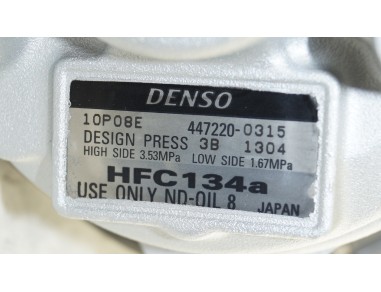 DENSO
10P08E 447220-0315
DESIGN PRESS 3B 1304
HIGH SIDE 3.53MPa LOW SIDE 1.67MPa
HFC134a
USE ONLY ND-OIL 8 JAPAN